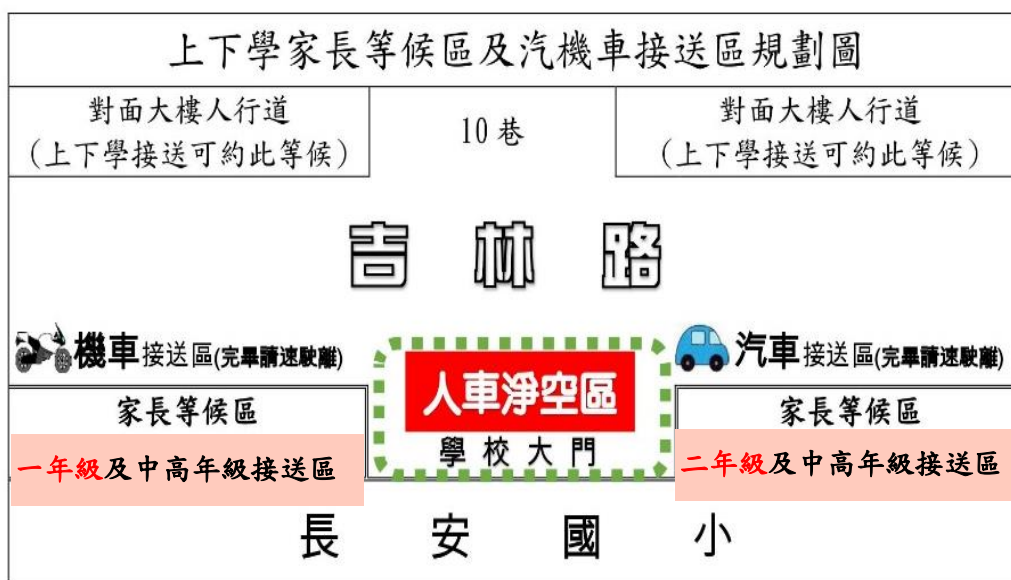 上下學家長等候區及汽機車接送區規劃圖
對面大樓人行道
(上下學接送可約此等候)
10巷
對面大樓人行道
(上下學接送可約此等候)
吉林路
機車接送區(完畢請速駛離)
汽車接送區(完畢請速駛離)
家長等候區
一年級及中高年級接送區
人車淨空區
學校大門
家長等候區
二年級及中高年級接送區
長安國小